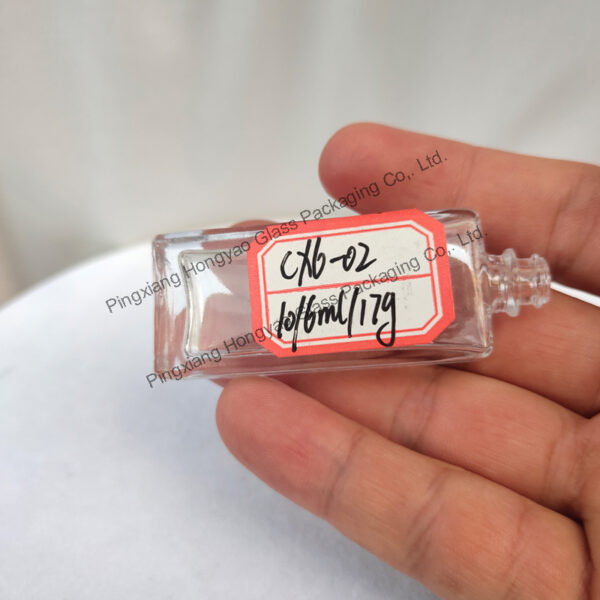 Pingxiang Hongyao Glass Packaging Co,. Ltd.
CX6-02
10/6ml/17g
Pingxiang Hongyao Glass Packaging Co,. Ltd.